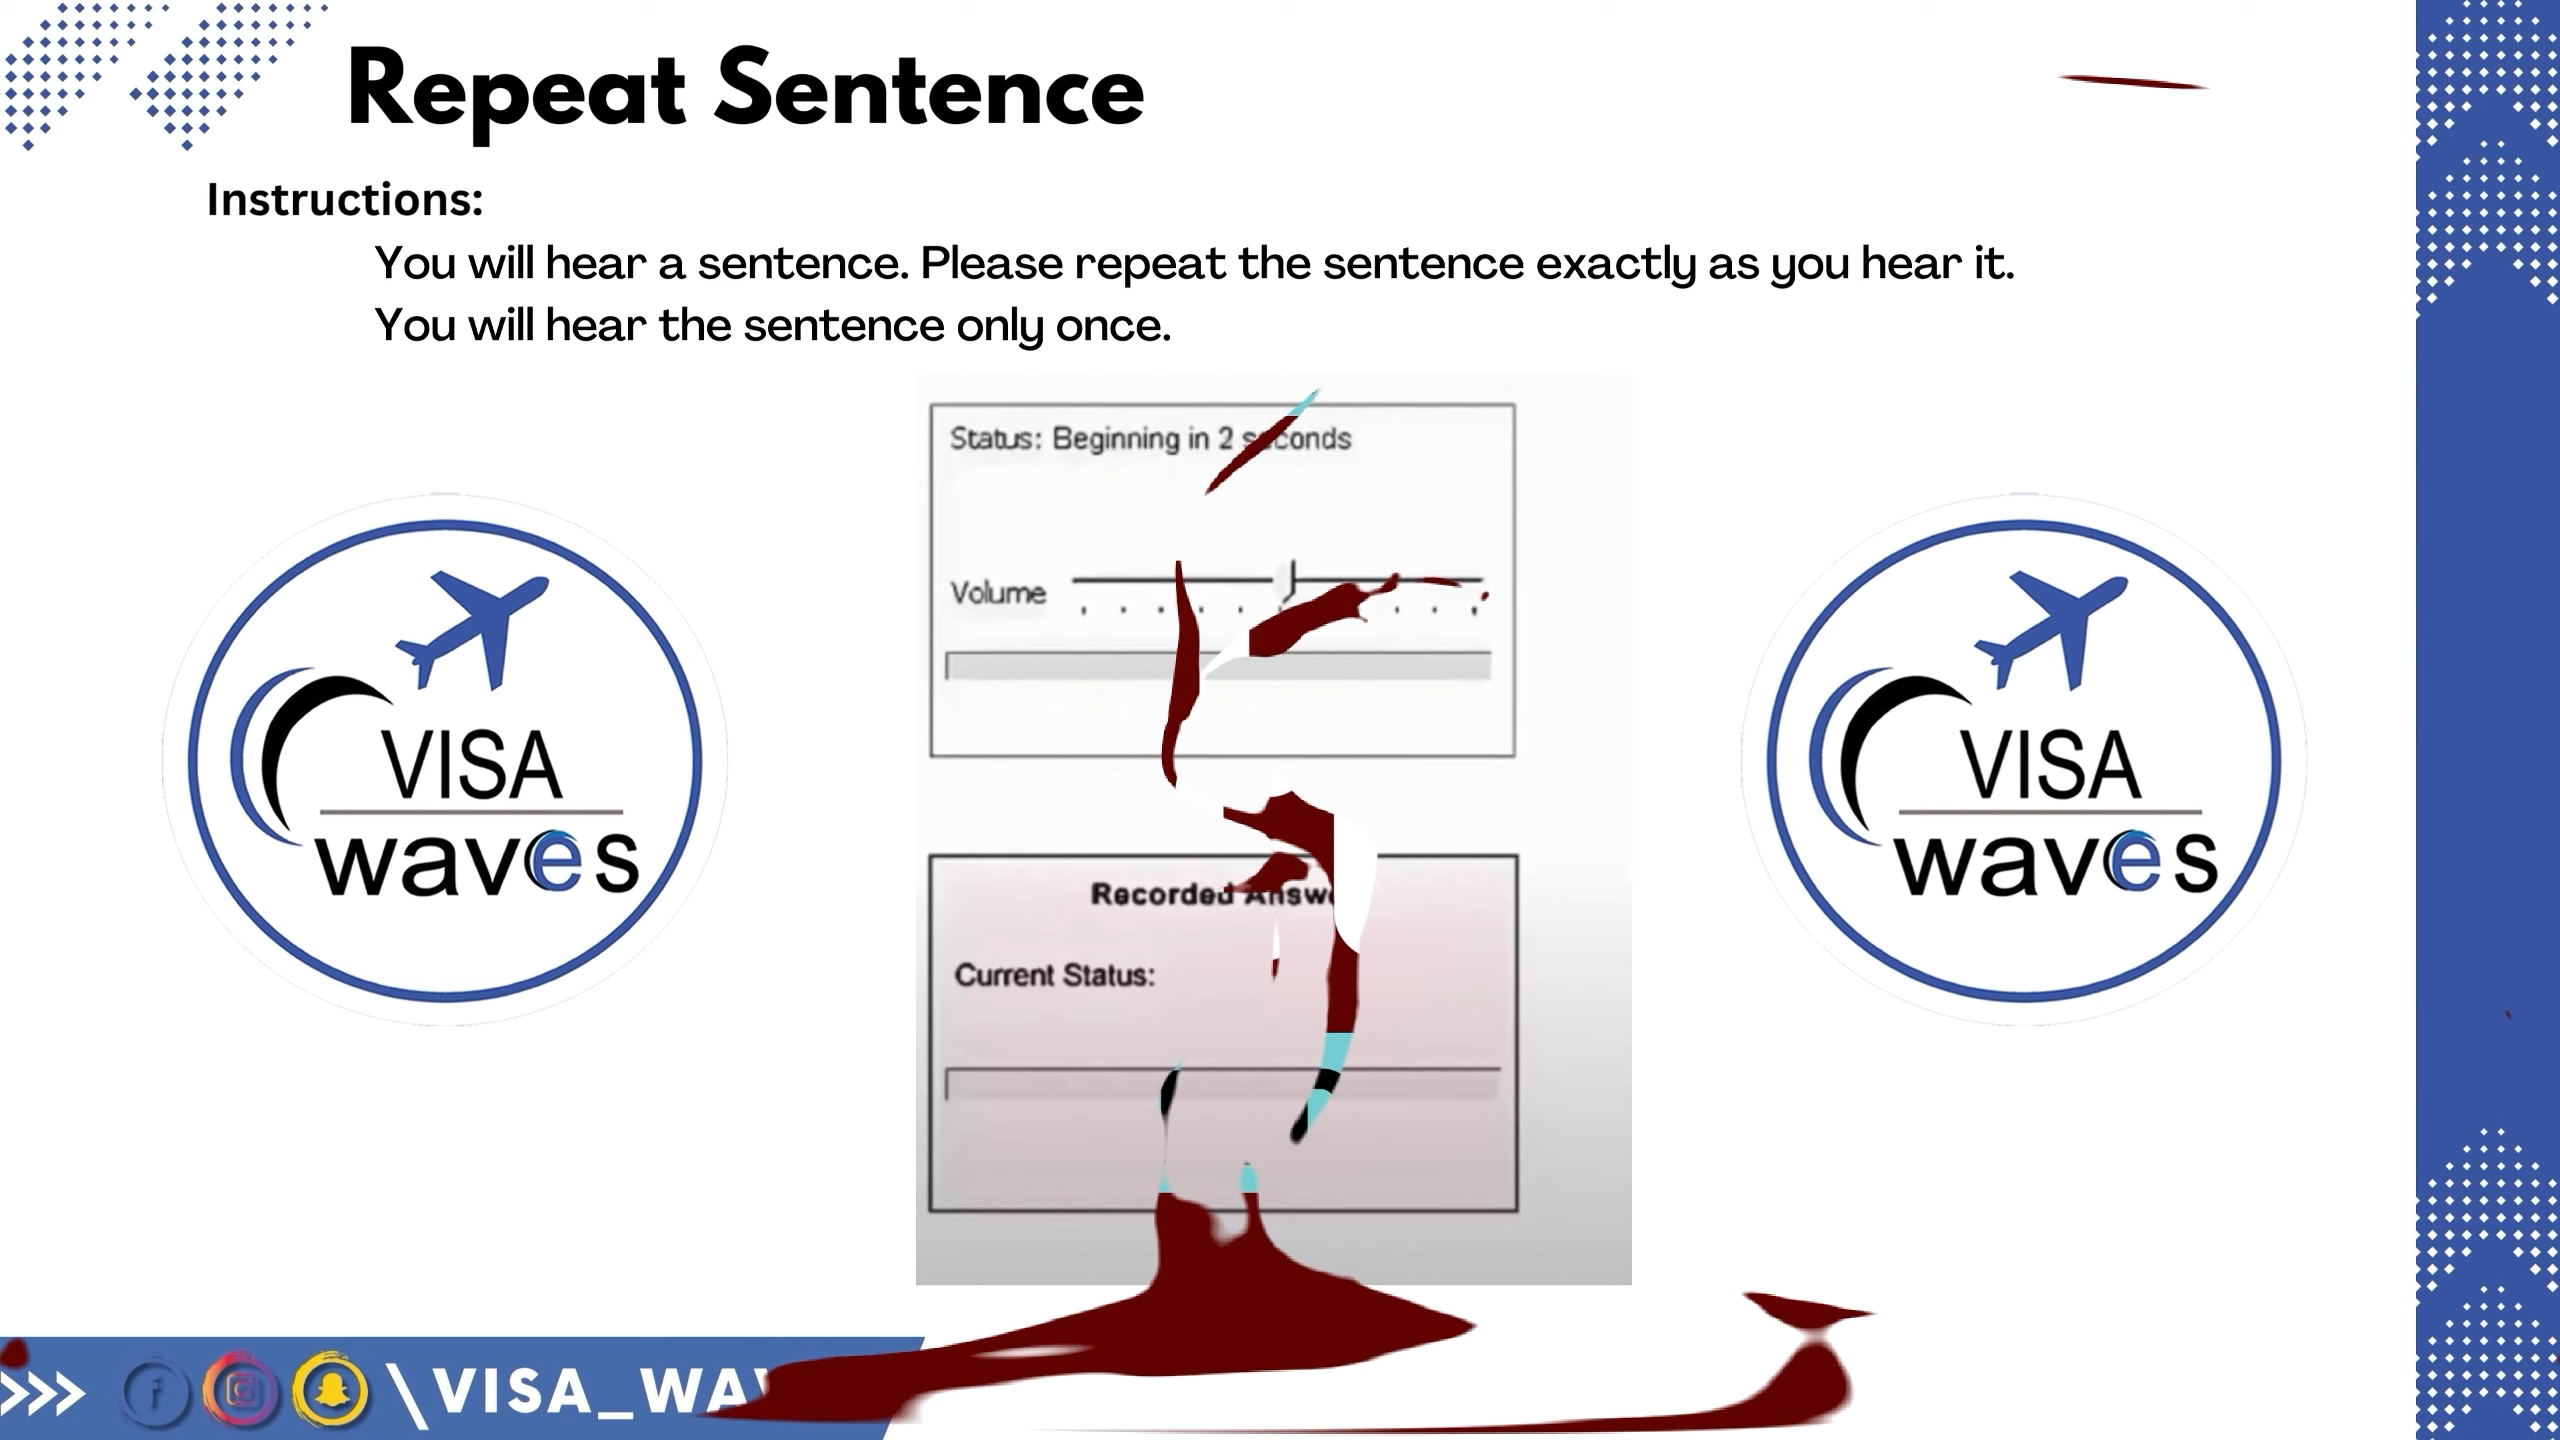 Repeat Sentence
Instructions:
You will hear a sentence. Please repeat the sentence exactly as you hear it.
You will hear the sentence only once.
Status: Beginning in 2 seconds
Volume
VISA
waves
VISA
waves
Recorded
Current Status:
\VISA_WA